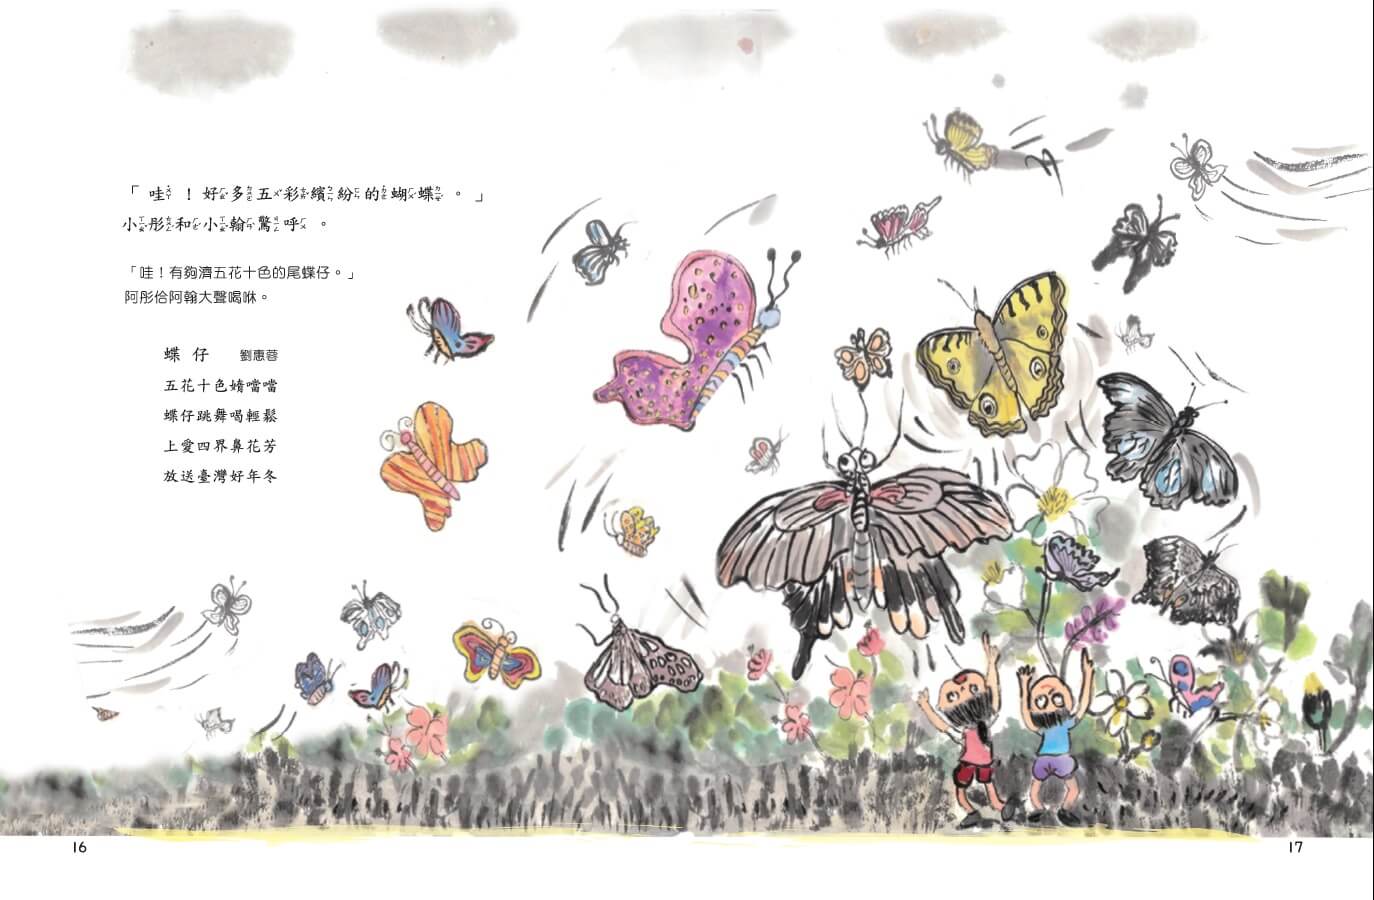 「哇！好多五彩繽紛的蝴蝶。」
小彤和小翰驚呼。
「哇！有夠濟五花十色的尾蝶仔。」
阿彤佮阿翰大聲喝咻。
蝶仔 劉惠蓉
五花十色媠噹噹
蝶仔跳舞喝輕鬆
上愛四界鼻花芳
放送臺灣好年冬
16
17